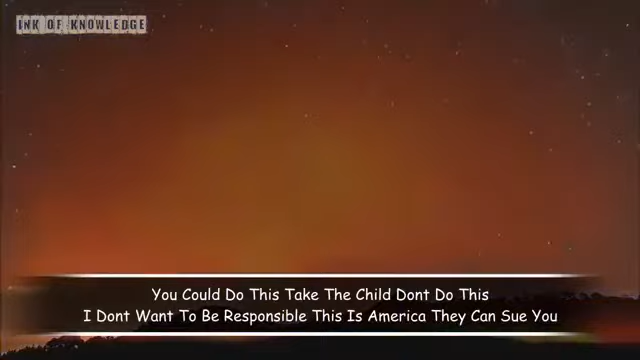 INK OF KNOWLEDGE
You Could Do This Take The Child Dont Do This
I Dont Want To Be Responsible This Is America They Can Sue You